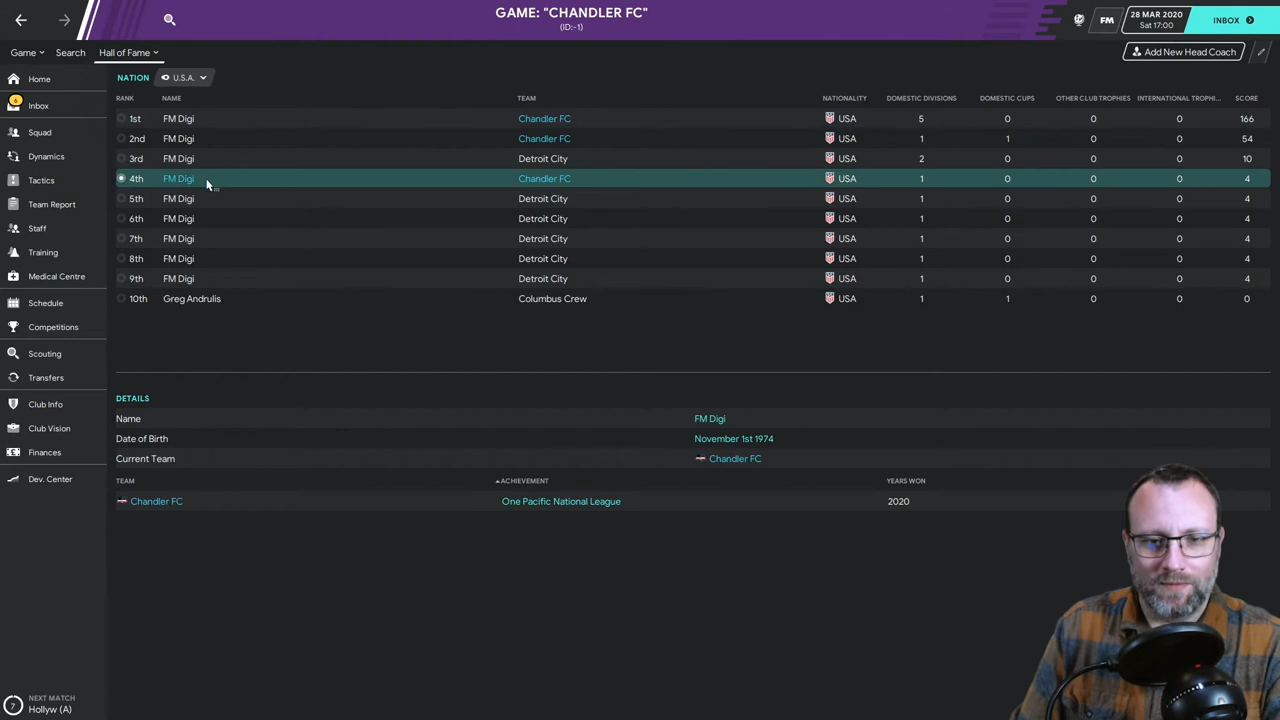 GAME: "CHANDLER FC"
(ID:-1)
FM
28 MAR 2020
Sat 17:00
INBOX
Game Search Hall of Fame
Add New Head Coach
6
Home
Inbox
Squad
Dynamics
Tactics
Team Report
Staff
Training
Medical Centre
Schedule
Competitions
Scouting
Transfers
Club Info
Club Vision
Finances
Dev. Center
NATION U.S.A.
RANK NAME TEAM NATIONALITY DOMESTIC DIVISIONS DOMESTIC CUPS OTHER CLUB TROPHIES INTERNATIONAL TROPHI... SCORE
1st FM Digi Chandler FC USA 5 0 0 0 166
2nd FM Digi Chandler FC USA 1 1 0 0 54
3rd FM Digi Detroit City USA 2 0 0 0 10
4th FM Digi Chandler FC USA 1 0 0 0 4
5th FM Digi Detroit City USA 1 0 0 0 4
6th FM Digi Detroit City USA 1 0 0 0 4
7th FM Digi Detroit City USA 1 0 0 0 4
8th FM Digi Detroit City USA 1 0 0 0 4
9th FM Digi Detroit City USA 1 0 0 0 4
10th Greg Andrulis Columbus Crew USA 1 1 0 0 0
DETAILS
Name FM Digi
Date of Birth November 1st 1974
Current Team Chandler FC
TEAM ACHIEVEMENT YEARS WON
Chandler FC One Pacific National League 2020
7
NEXT MATCH
Hollyw (A)